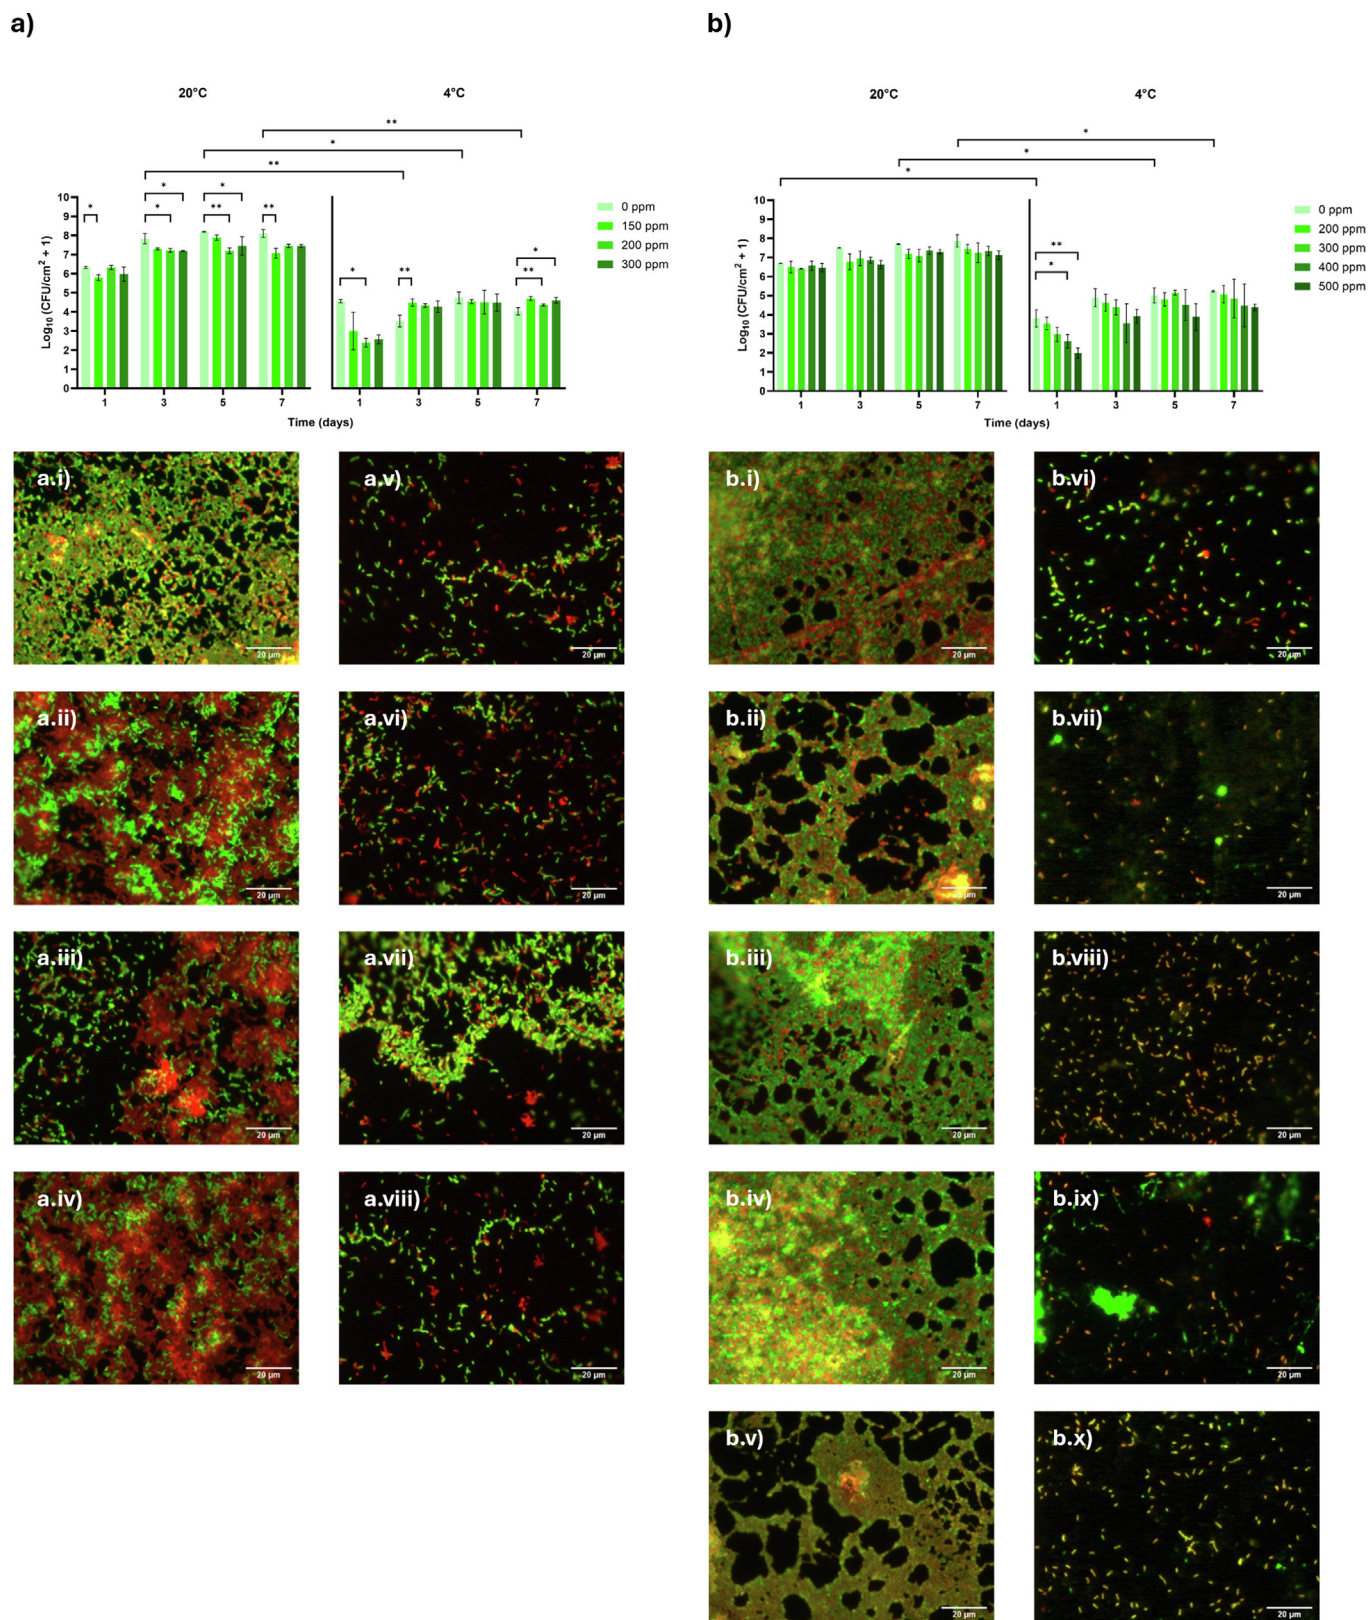 a)
b)
20°C
4°C
**
*
**
*
*
*
**
*
**
*
**
*
**
10
9
8
7
6
5
4
3
2
1
0
Log10 (CFU/cm2 + 1)
1
3
5
7
1
3
5
7
Time (days)
0 ppm
150 ppm
200 ppm
300 ppm
20°C
4°C
*
*
*
**
*
10
9
8
7
6
5
4
3
2
1
0
Log10 (CFU/cm2 + 1)
1
3
5
7
1
3
5
7
Time (days)
0 ppm
200 ppm
300 ppm
400 ppm
500 ppm
a.i)
20 µm
a.v)
20 µm
b.i)
20 µm
b.vi)
20 µm
a.ii)
20 µm
a.vi)
20 µm
b.ii)
20 µm
b.vii)
20 µm
a.iii)
20 µm
a.vii)
20 µm
b.iii)
20 µm
b.viii)
20 µm
a.iv)
20 µm
a.viii)
20 µm
b.iv)
20 µm
b.ix)
20 µm
b.v)
20 µm
b.x)
20 µm